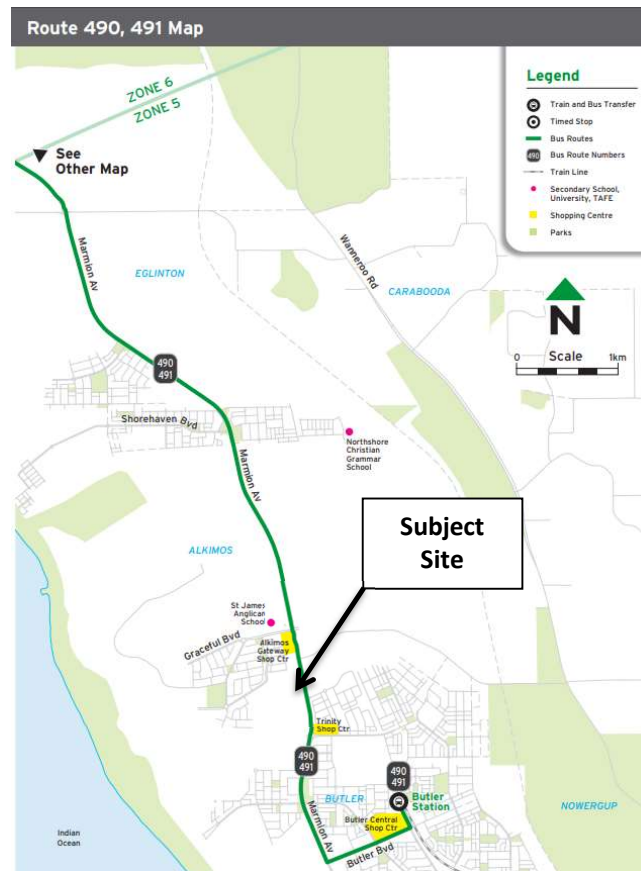 Route 490, 491 Map
Legend
Train and Bus Transfer
Timed Stop
Bus Routes
490
Bus Route Numbers
Train Line
Secondary School,
University, TAFE
Shopping Centre
Parks
ZONE 6
ZONE 5
See
Other Map
Marmion Av
EGLINTON
Wanneroo Rd
CARABOODA
N
0 Scale 1km
490
491
Shorehaven Bvd
Northshore
Christian
Grammar
School
Marmion Av
Subject
Site
ALKIMOS
St James
Anglican
School
Graceful Bvd
Alkimos
Gateway
Shop Ctr
Trinity
Shop Ctr
490
491
490
491
BUTLER
Butler
Station
NOWERGUP
Marmion Av
Butler Central
Shop Ctr
Butler Bvd
Indian
Ocean